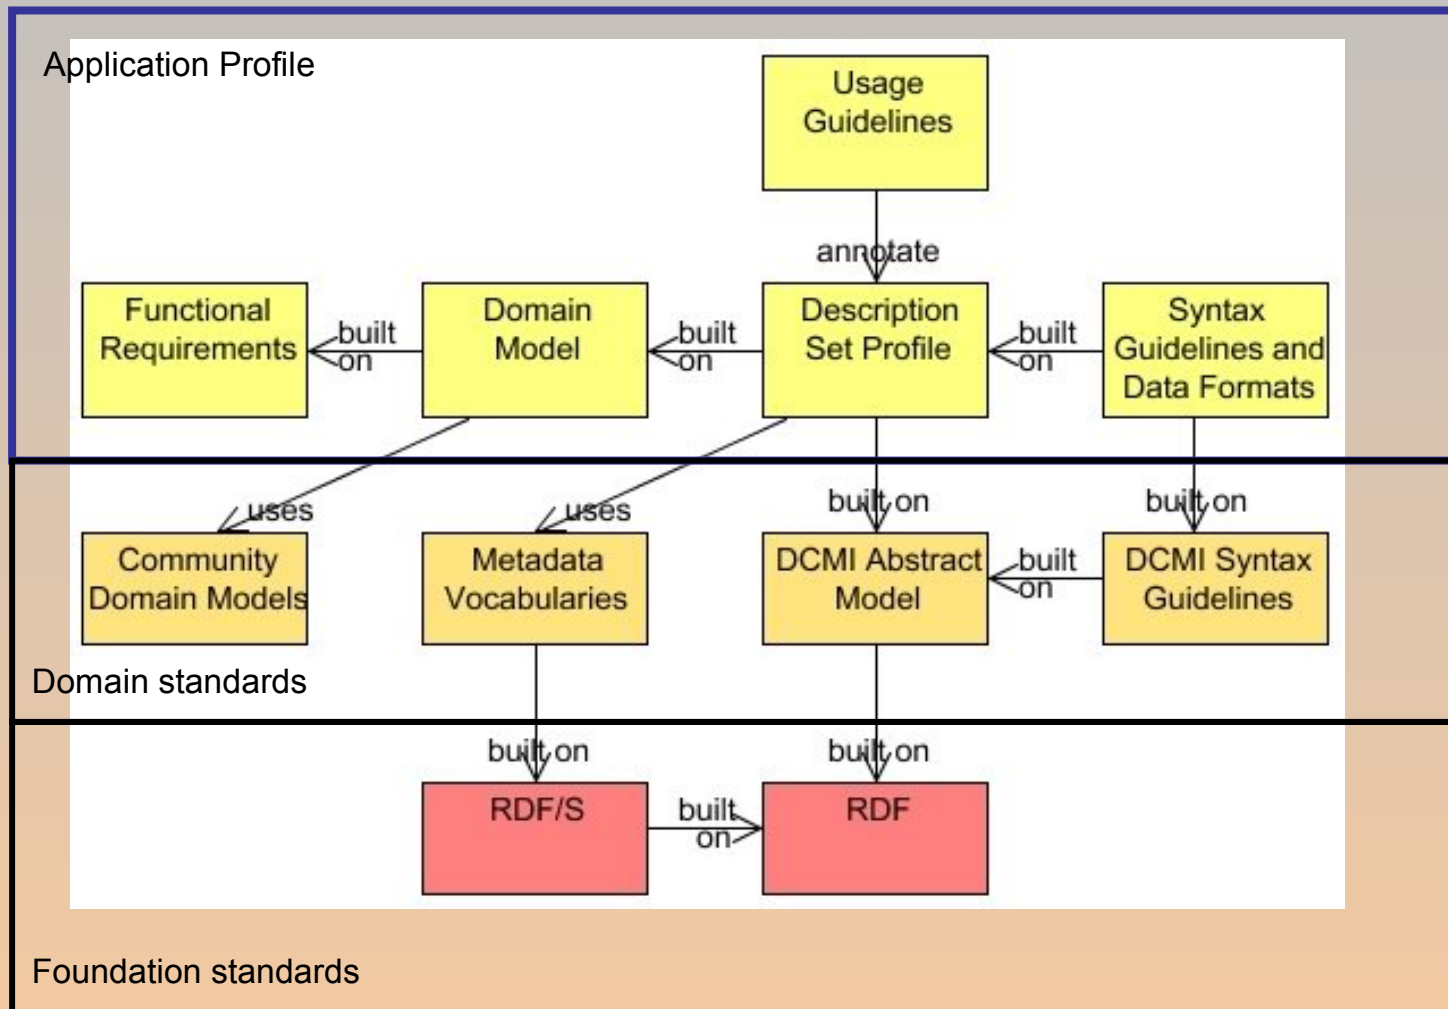 Application Profile
Usage
Guidelines
annotate
Functional
Requirements
built
on
Domain
Model
built
on
Description
Set Profile
built
on
Syntax
Guidelines and
Data Formats
uses
uses
built on
built on
Community
Domain Models
Metadata
Vocabularies
DCMI Abstract
Model
built
on
DCMI Syntax
Guidelines
Domain standards
built on
built on
RDF/S
built
on
RDF
Foundation standards